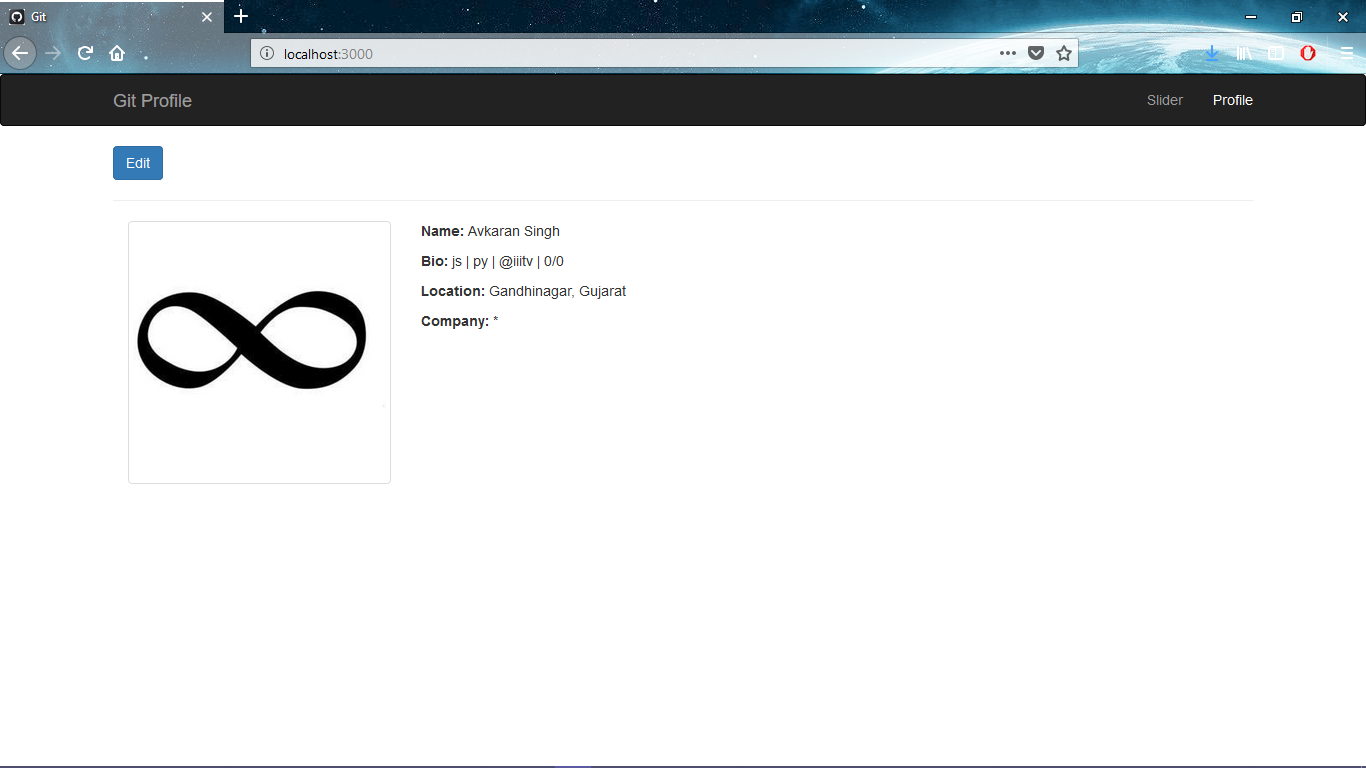 Git
localhost:3000
Git Profile
Slider
Profile
Edit
Name: Avkaran Singh
Bio: js | py | @iiitv | 0/0
Location: Gandhinagar, Gujarat
Company: *